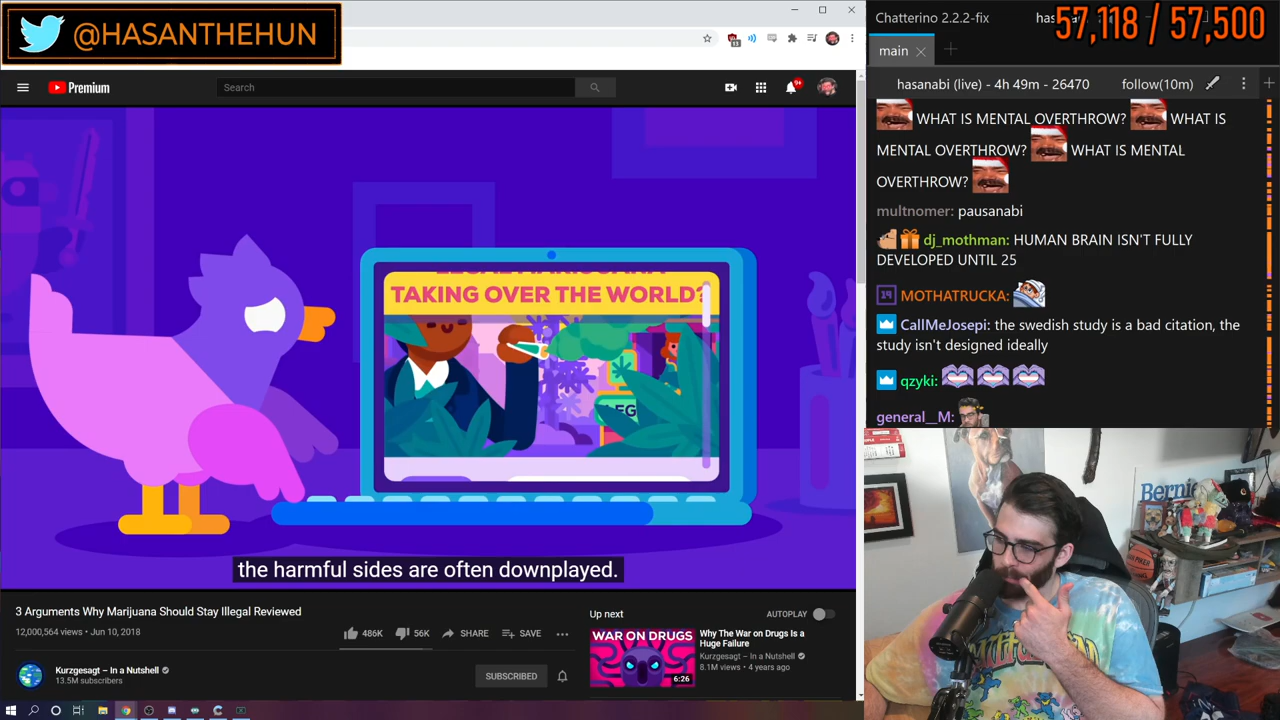 @HASANTHEHUN
57,118 / 57,500
Chatterino 2.2.2-fix
main
Premium
Search
9+
11
hasanabi (live) - 4h 49m - 26470
follow(10m)
WHAT IS MENTAL OVERTHROW? WHAT IS
MENTAL OVERTHROW? WHAT IS MENTAL
OVERTHROW?
multnomer: pausanabi
dj_mothman: HUMAN BRAIN ISN'T FULLY
DEVELOPED UNTIL 25
19 MOTHATRUCKA:
CallMeJosepi: the swedish study is a bad citation, the
study isn't designed ideally
qzyki:
general__M:
TAKING OVER THE WORLD?
LEG
the harmful sides are often downplayed.
3 Arguments Why Marijuana Should Stay Illegal Reviewed
12,000,564 views • Jun 10, 2018
486K
56K
SHARE
SAVE
Kurzgesagt – In a Nutshell
13.5M subscribers
SUBSCRIBED
Up next
AUTOPLAY
WAR ON DRUGS
6:26
Why The War on Drugs Is a
Huge Failure
Kurzgesagt – In a Nutshell
8.1M views • 4 years ago
Bernie